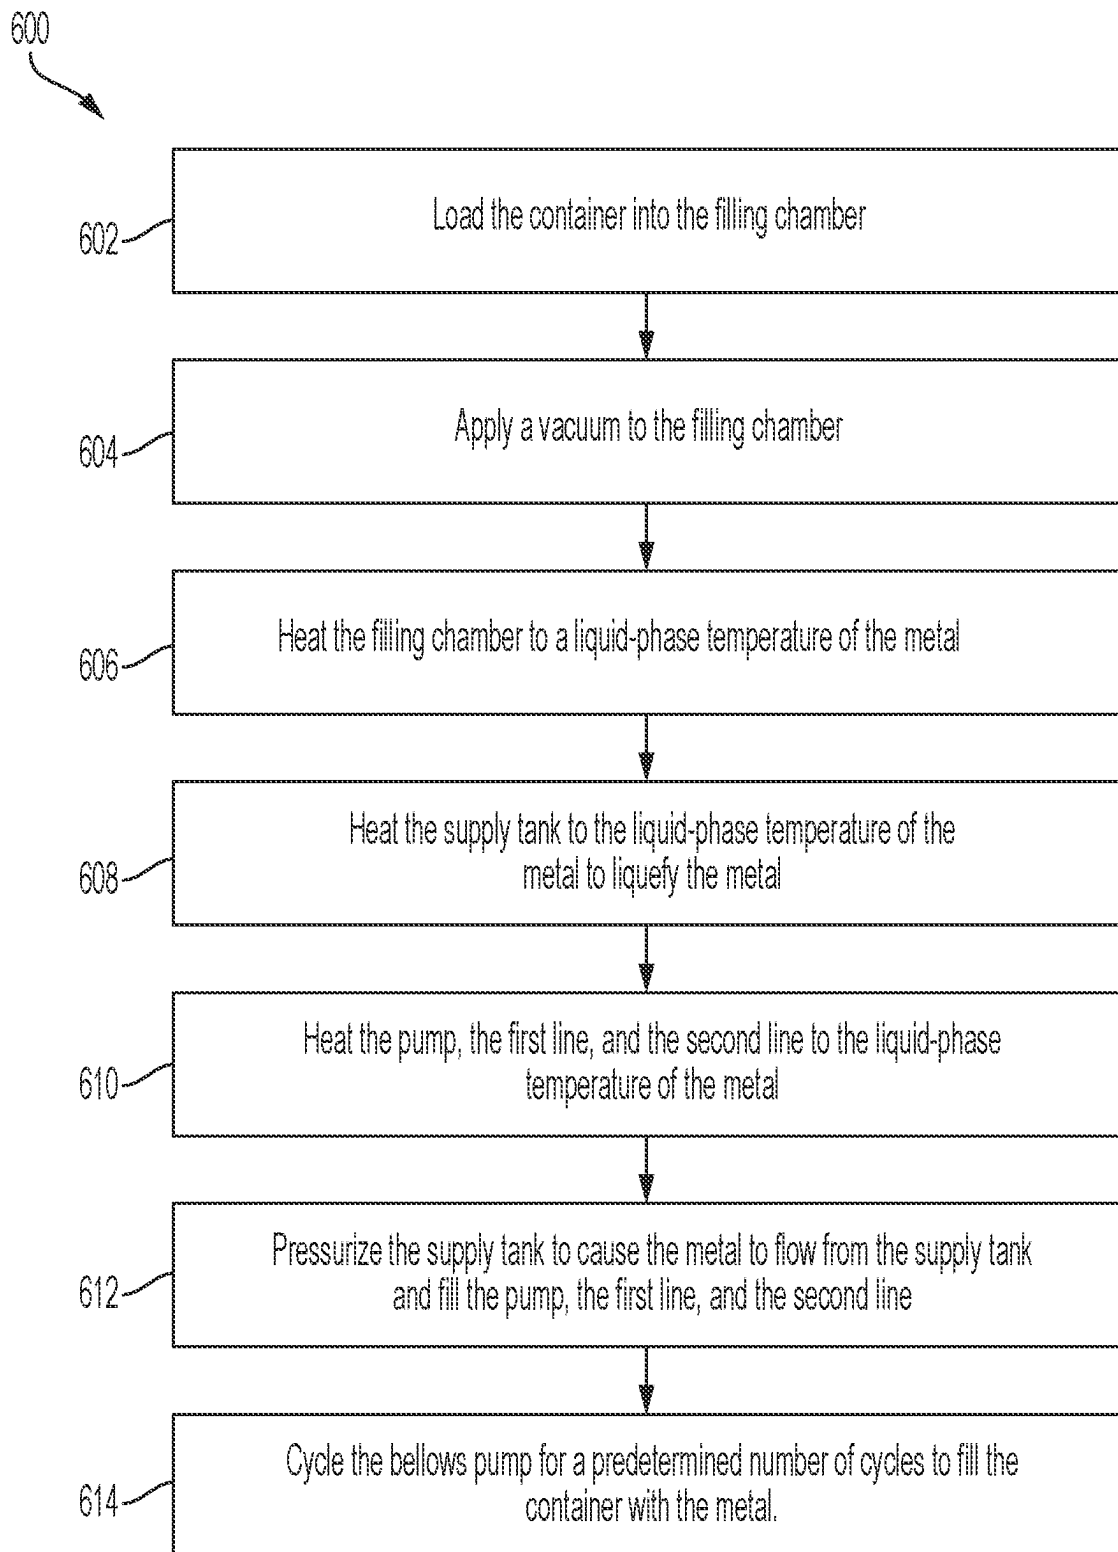 600
602
Load the container into the filling chamber
604
Apply a vacuum to the filling chamber
606
Heat the filling chamber to a liquid-phase temperature of the metal
608
Heat the supply tank to the liquid-phase temperature of the
metal to liquefy the metal
610
Heat the pump, the first line, and the second line to the liquid-phase
temperature of the metal
612
Pressurize the supply tank to cause the metal to flow from the supply tank
and fill the pump, the first line, and the second line
614
Cycle the bellows pump for a predetermined number of cycles to fill the
container with the metal.